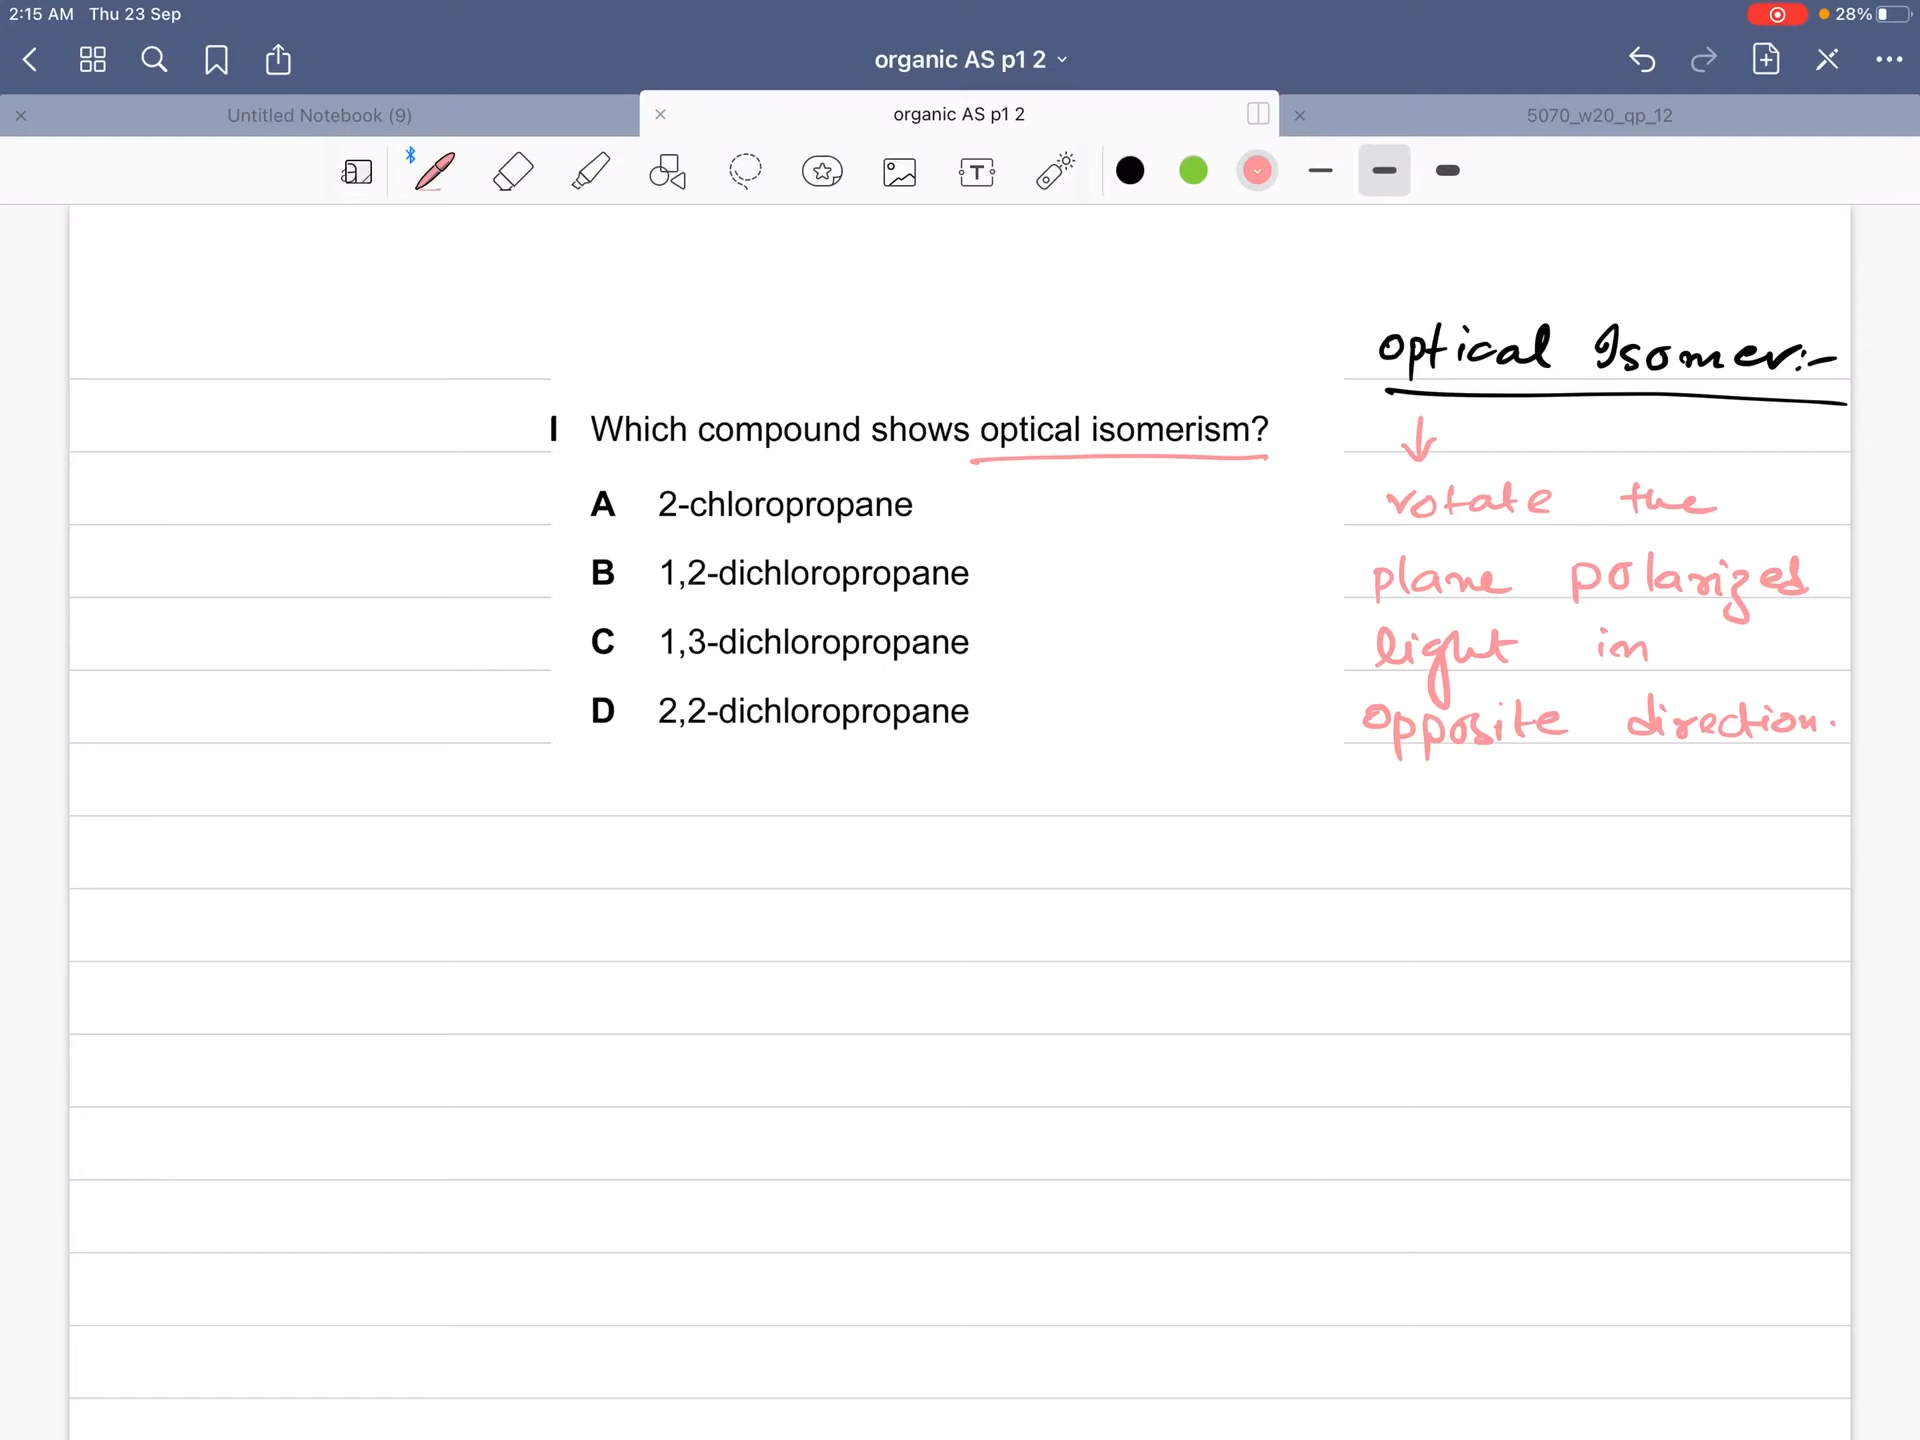 2:15 AM Thu 23 Sep
28%
organic AS p1 2
Untitled Notebook (9)
organic AS p1 2
5070_w20_qp_12
Optical Isomer:-
I Which compound shows optical isomerism?
A 2-chloropropane
B 1,2-dichloropropane
C 1,3-dichloropropane
D 2,2-dichloropropane
rotate the
plane polarized
light in
opposite direction.